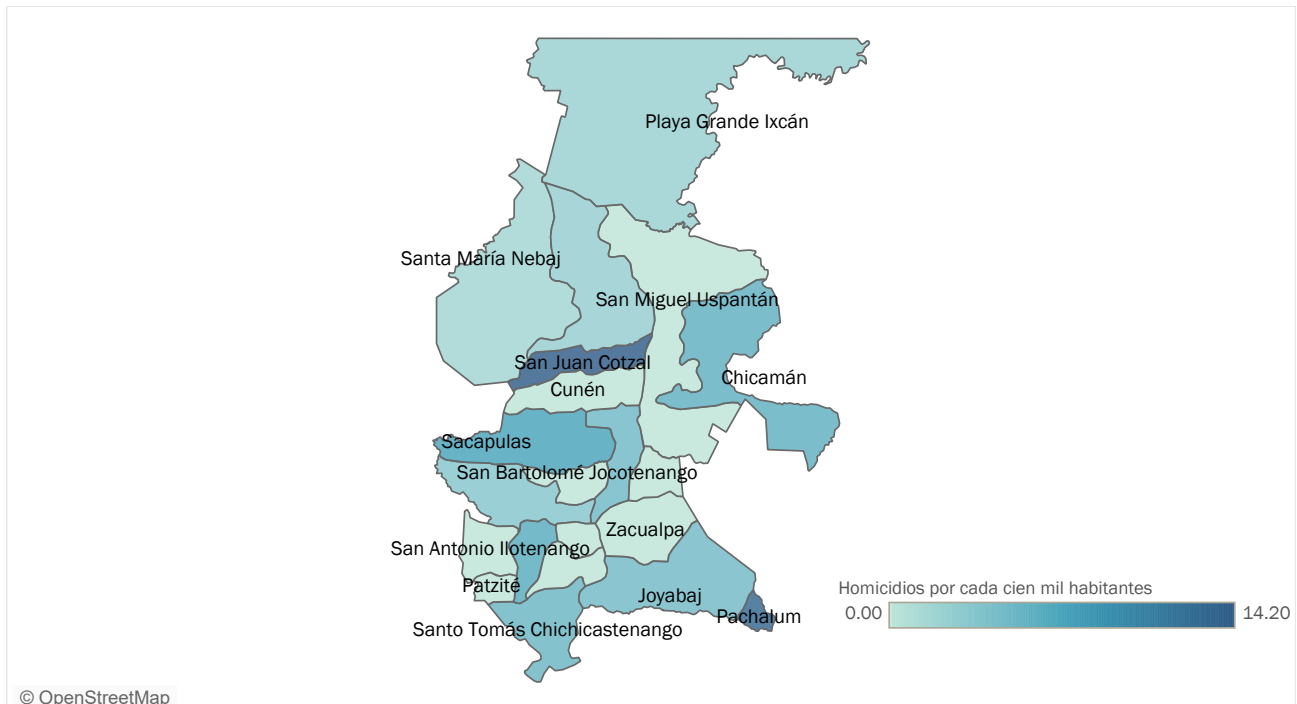 Playa Grande Ixcán
Santa María Nebaj
San Miguel Uspantán
San Juan Cotzal
Chicamán
Cunén
Sacapulas
San Bartolomé Jocotenango
Zacualpa
San Antonio Ilotenango
Patzité
Joyabaj
Pachalum
Santo Tomás Chichicastenango
Homicidios por cada cien mil habitantes
0.00 14.20
© OpenStreetMap